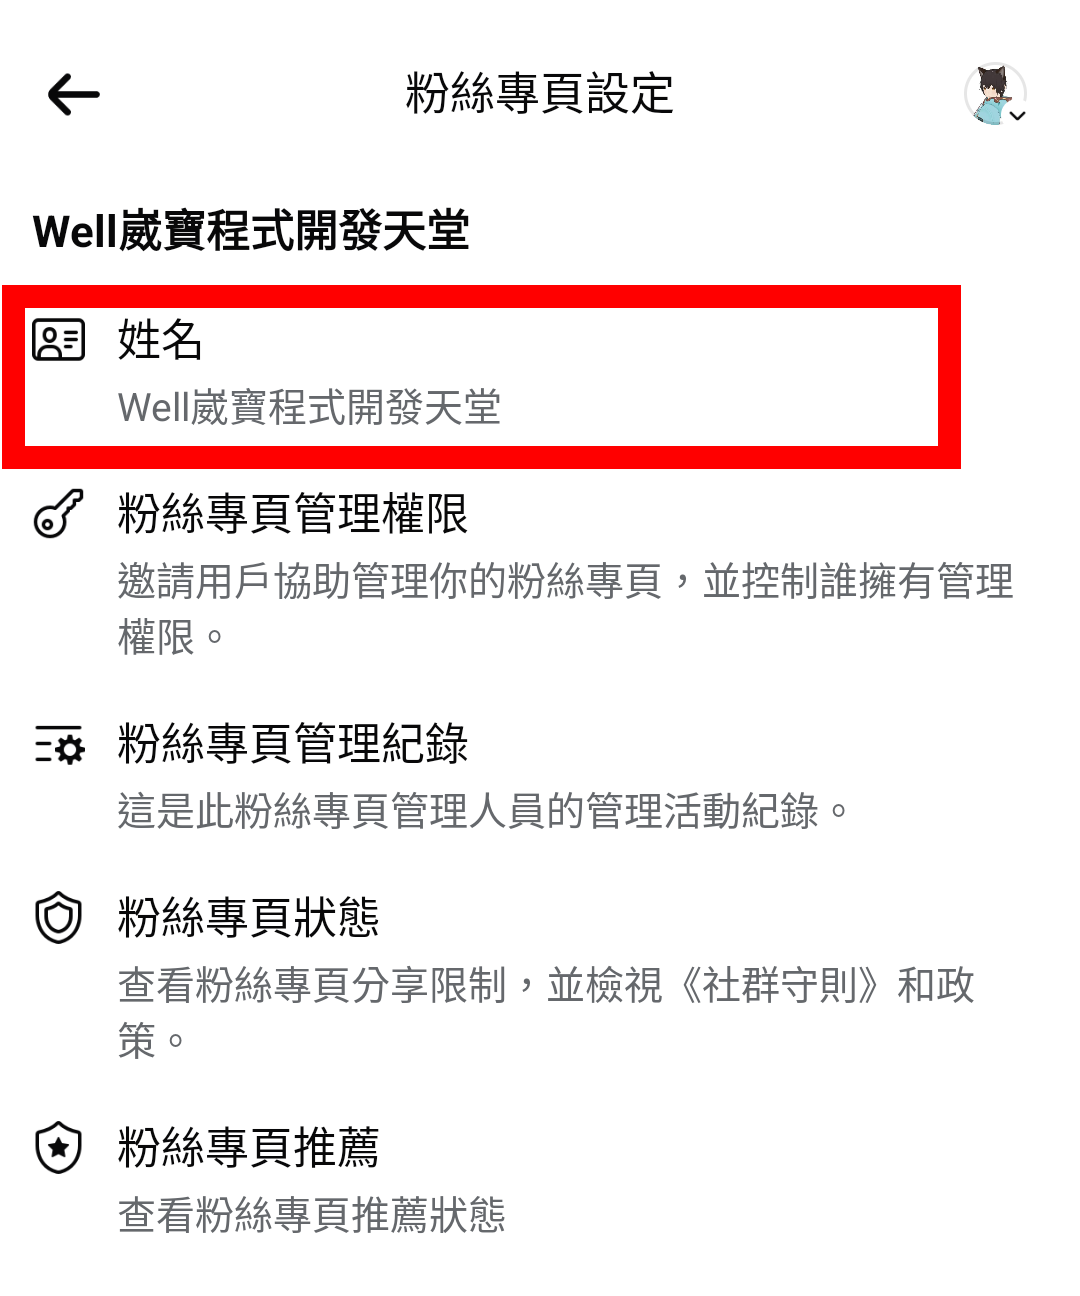 粉絲專頁設定
Well崴寶程式開發天堂
姓名
Well崴寶程式開發天堂
粉絲專頁管理權限
邀請用戶協助管理你的粉絲專頁，並控制誰擁有管理
權限。
粉絲專頁管理紀錄
這是此粉絲專頁管理人員的管理活動紀錄。
粉絲專頁狀態
查看粉絲專頁分享限制，並檢視《社群守則》和政
策。
粉絲專頁推薦
查看粉絲專頁推薦狀態